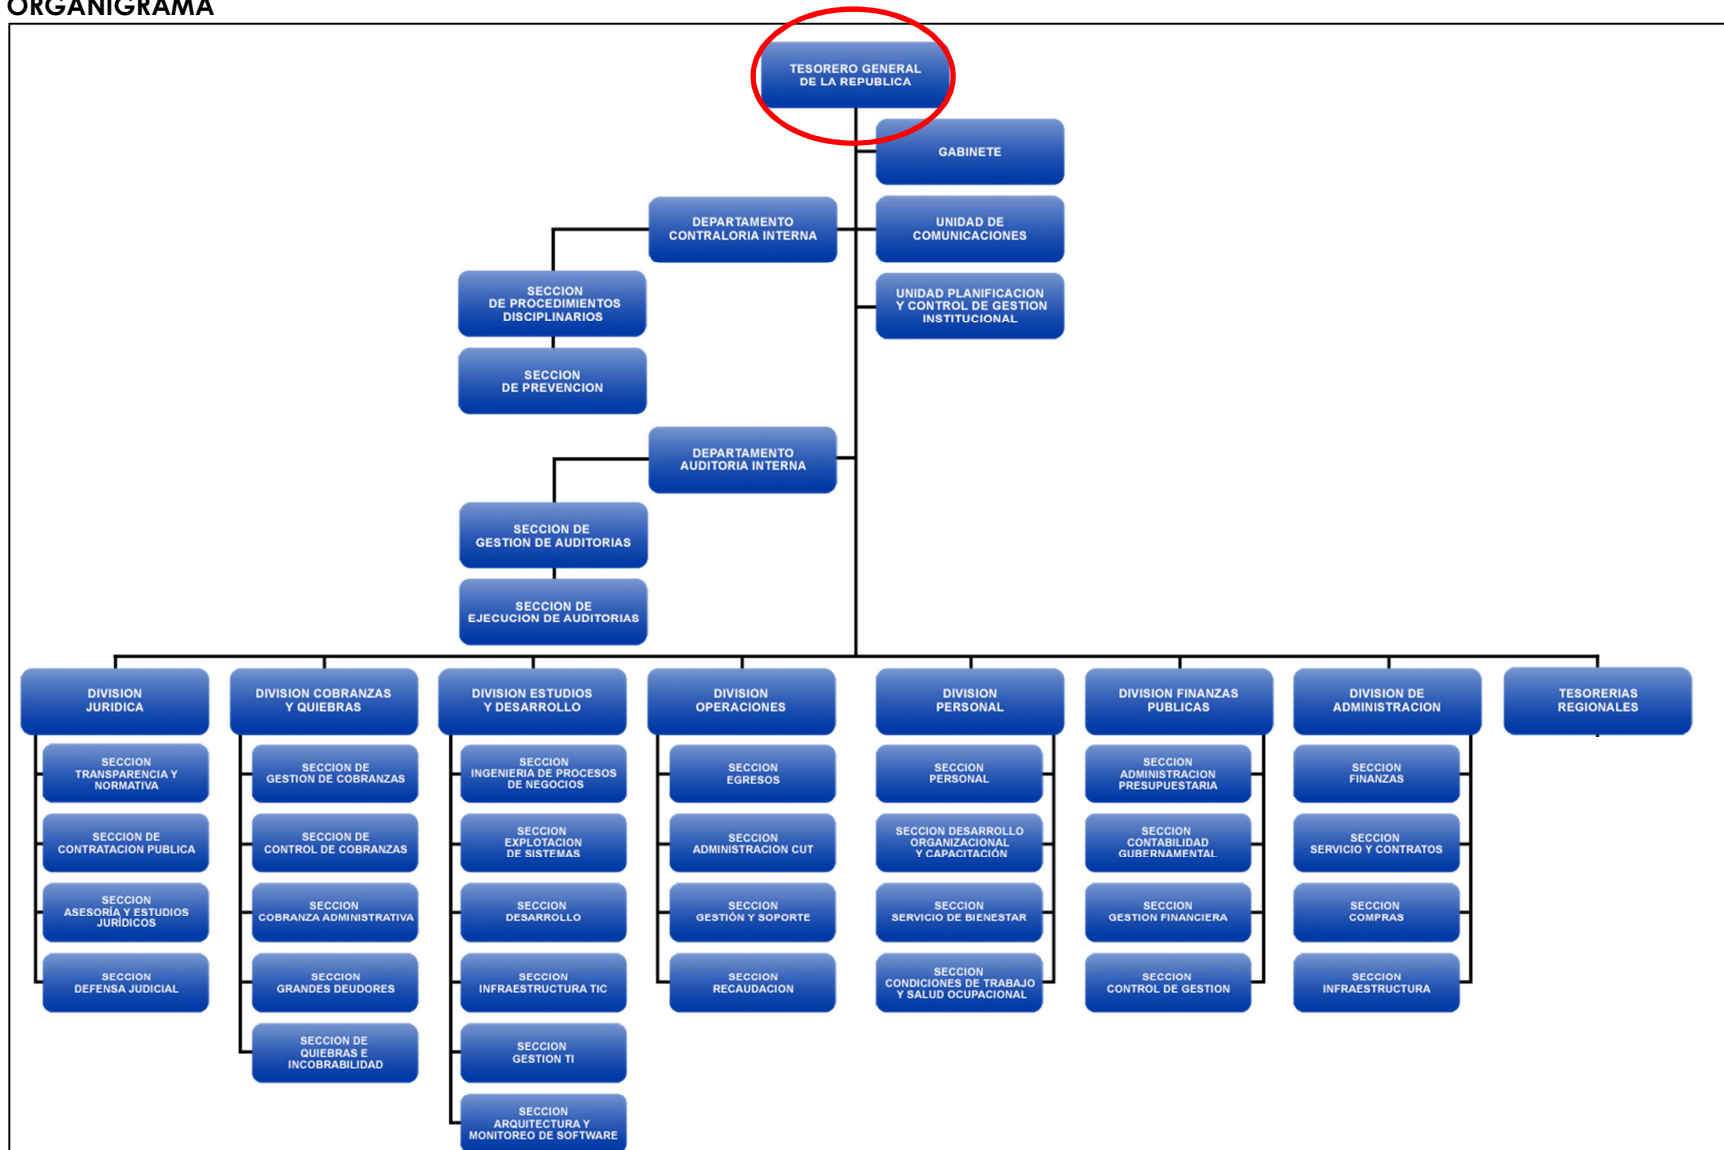 ORGANIGRAMA
TESORERO GENERAL
DE LA REPUBLICA
GABINETE
DEPARTAMENTO
CONTRALORIA INTERNA
UNIDAD DE
COMUNICACIONES
SECCION
DE PROCEDIMIENTOS
DISCIPLINARIOS
UNIDAD PLANIFICACION
Y CONTROL DE GESTION
INSTITUCIONAL
SECCION
DE PREVENCION
DEPARTAMENTO
AUDITORIA INTERNA
SECCION DE
GESTION DE AUDITORIAS
SECCION DE
EJECUCION DE AUDITORIAS
DIVISION
JURIDICA
DIVISION COBRANZAS
Y QUIEBRAS
DIVISION ESTUDIOS
Y DESARROLLO
DIVISION
OPERACIONES
DIVISION
PERSONAL
DIVISION FINANZAS
PUBLICAS
DIVISION DE
ADMINISTRACION
TESORERIAS
REGIONALES
SECCION
TRANSPARENCIA Y
NORMATIVA
SECCION DE
GESTION DE COBRANZAS
SECCION
INGENIERIA DE PROCESOS
DE NEGOCIOS
SECCION
EGRESOS
SECCION
PERSONAL
SECCION
ADMINISTRACION
PRESUPUESTARIA
SECCION
FINANZAS
SECCION DE
CONTRATACION PUBLICA
SECCION DE
CONTROL DE COBRANZAS
SECCION
EXPLOTACION
DE SISTEMAS
SECCION
ADMINISTRACION CUT
SECCION DESARROLLO
ORGANIZACIONAL
Y CAPACITACIÓN
SECCION
CONTABILIDAD
GUBERNAMENTAL
SECCION
SERVICIO Y CONTRATOS
SECCION
ASESORÍA Y ESTUDIOS
JURÍDICOS
SECCION
COBRANZA ADMINISTRATIVA
SECCION
DESARROLLO
SECCION
GESTIÓN Y SOPORTE
SECCION
SERVICIO DE BIENESTAR
SECCION
GESTION FINANCIERA
SECCION
COMPRAS
SECCION
DEFENSA JUDICIAL
SECCION
GRANDES DEUDORES
SECCION
INFRAESTRUCTURA TIC
SECCION
RECAUDACION
SECCION
CONDICIONES DE TRABAJO
Y SALUD OCUPACIONAL
SECCION
CONTROL DE GESTION
SECCION
INFRAESTRUCTURA
SECCION DE
QUIEBRAS E
INCOBRABILIDAD
SECCION
GESTION TI
SECCION
ARQUITECTURA Y
MONITOREO DE SOFTWARE